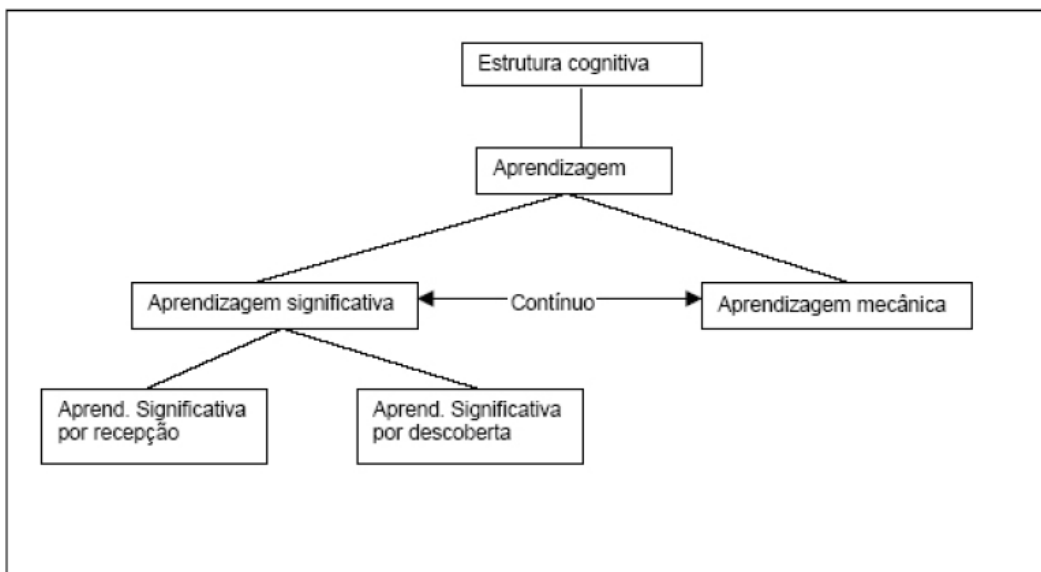 Estrutura cognitiva
Aprendizagem
Aprendizagem significativa
Contínuo
Aprendizagem mecânica
Aprend. Significativa
por recepção
Aprend. Significativa
por descoberta